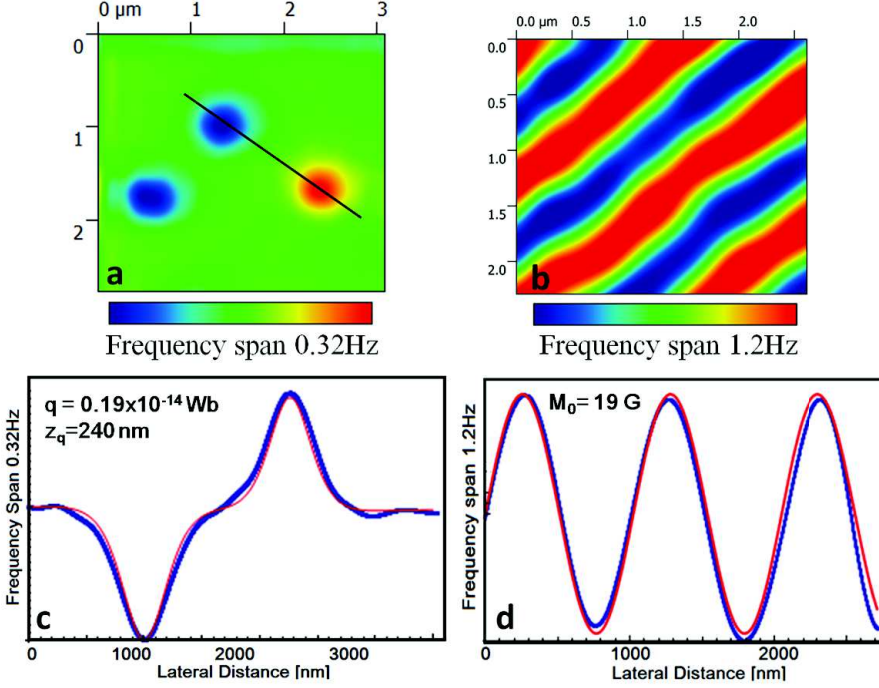 0 µm 1 2 3
0
1
2
a
Frequency span 0.32Hz
0.0 µm 0.5 1.0 1.5 2.0
0.0
0.5
1.0
1.5
2.0
b
Frequency span 1.2Hz
Frequency Span 0.32Hz
q = 0.19x10⁻¹⁴ Wb
z_q=240 nm
c
0 1000 2000 3000
Lateral Distance [nm]
Frequency span 1.2Hz
M₀= 19 G
d
0 1000 2000
Lateral Distance [nm]